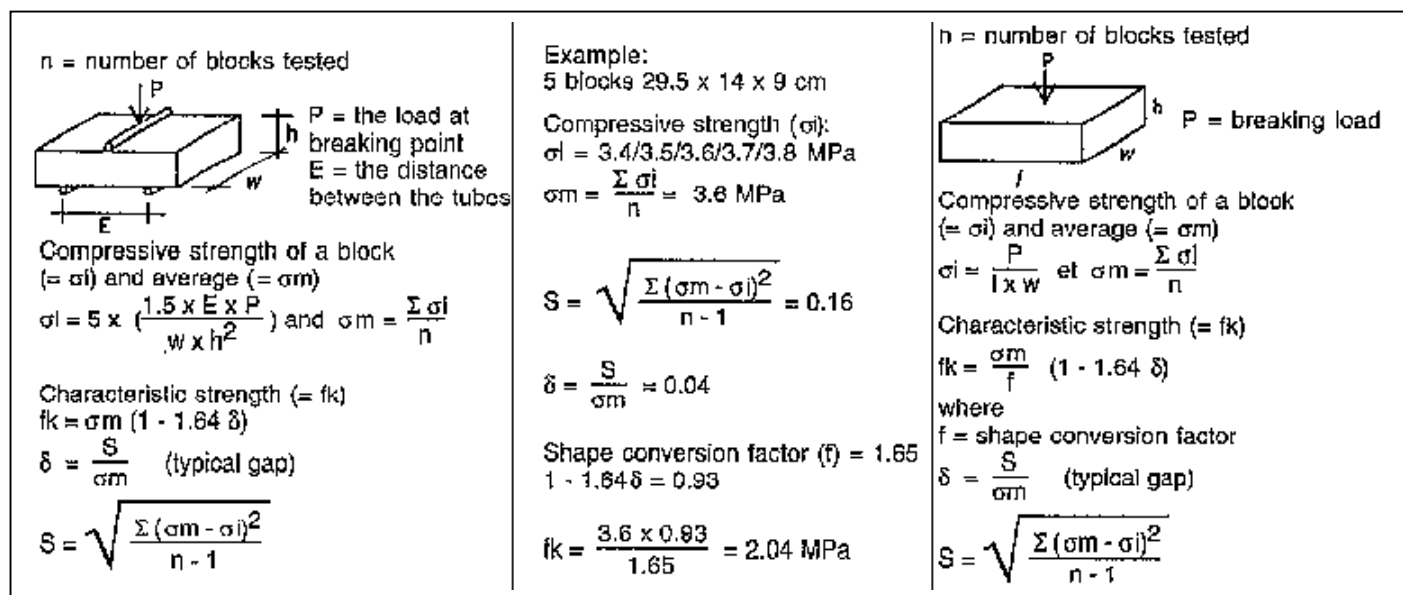 n = number of blocks tested
P
P = the load at
breaking point
E = the distance
between the tubes
h
w
E
Compressive strength of a block
(= σi) and average (= σm)
σi = 5 x (1.5 x E x P / w x h²) and σm = Σ σi / n
Characteristic strength (= fk)
fk = σm (1 - 1.64 δ)
δ = S / σm (typical gap)
S = √(Σ (σm - σi)² / n - 1)
Example:
5 blocks 29.5 x 14 x 9 cm
Compressive strength (σi):
σi = 3.4/3.5/3.6/3.7/3.8 MPa
σm = Σ σi / n = 3.6 MPa
S = √(Σ (σm - σi)² / n - 1) = 0.16
δ = S / σm = 0.04
Shape conversion factor (f) = 1.65
1 - 1.64δ = 0.93
fk = 3.6 x 0.93 / 1.65 = 2.04 MPa
n = number of blocks tested
P
h
P = breaking load
w
l
Compressive strength of a block
(= σi) and average (= σm)
σi = P / l x w et σm = Σ σi / n
Characteristic strength (= fk)
fk = σm / f (1 - 1.64 δ)
where
f = shape conversion factor
δ = S / σm (typical gap)
S = √(Σ (σm - σi)² / n - 1)